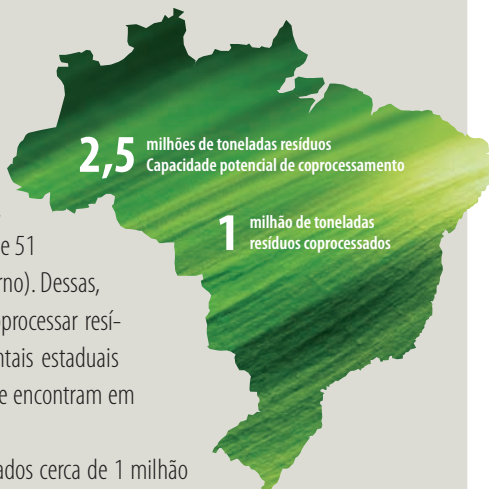 2,5 milhões de toneladas resíduos
Capacidade potencial de coprocessamento
1 milhão de toneladas
resíduos coprocessados
e 51
rno). Dessas,
processar resí-
ntais estaduais
e encontram em
ados cerca de 1 milhão